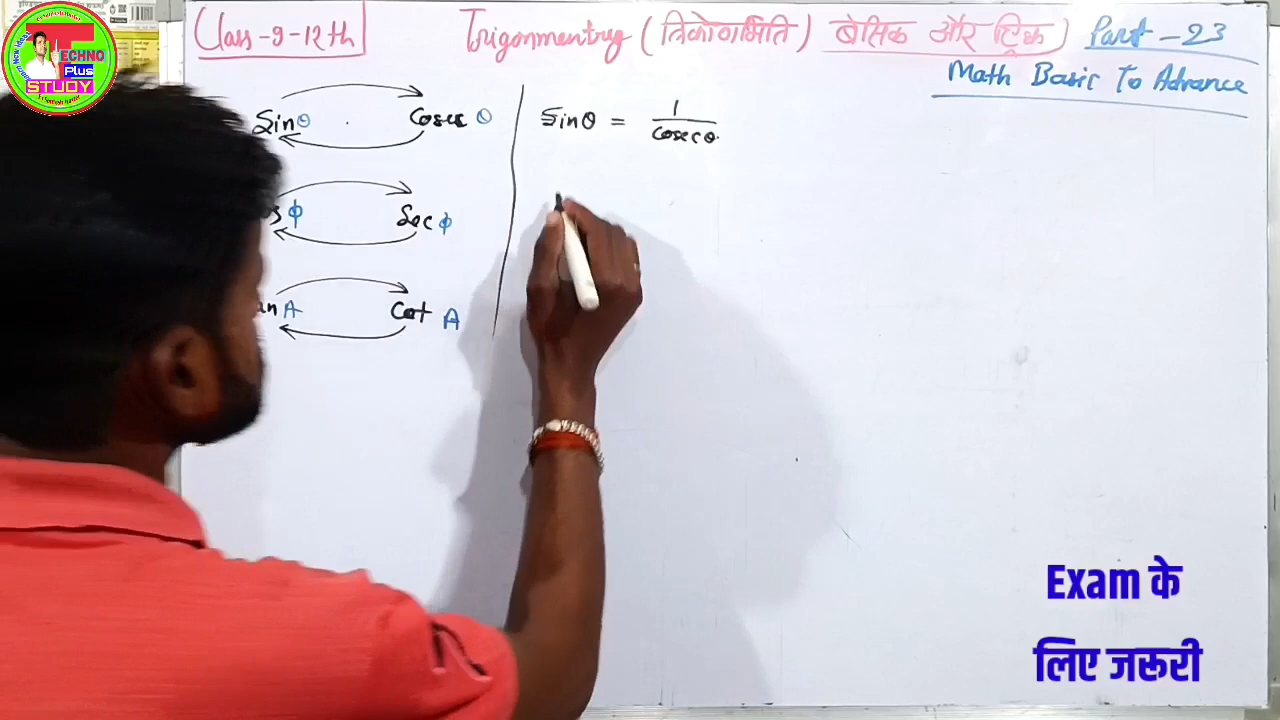 TECHNO
Plus
STUDY
Class-9-12th
Trigonmentry (त्रिकोणमिति) बेसिक और ट्रिक) Part-23
Math Basic To Advance
Sinθ Cosec θ
Sinθ = 1/cosecθ
ϕ Sec ϕ
A Cot A
Exam के
लिए जरूरी